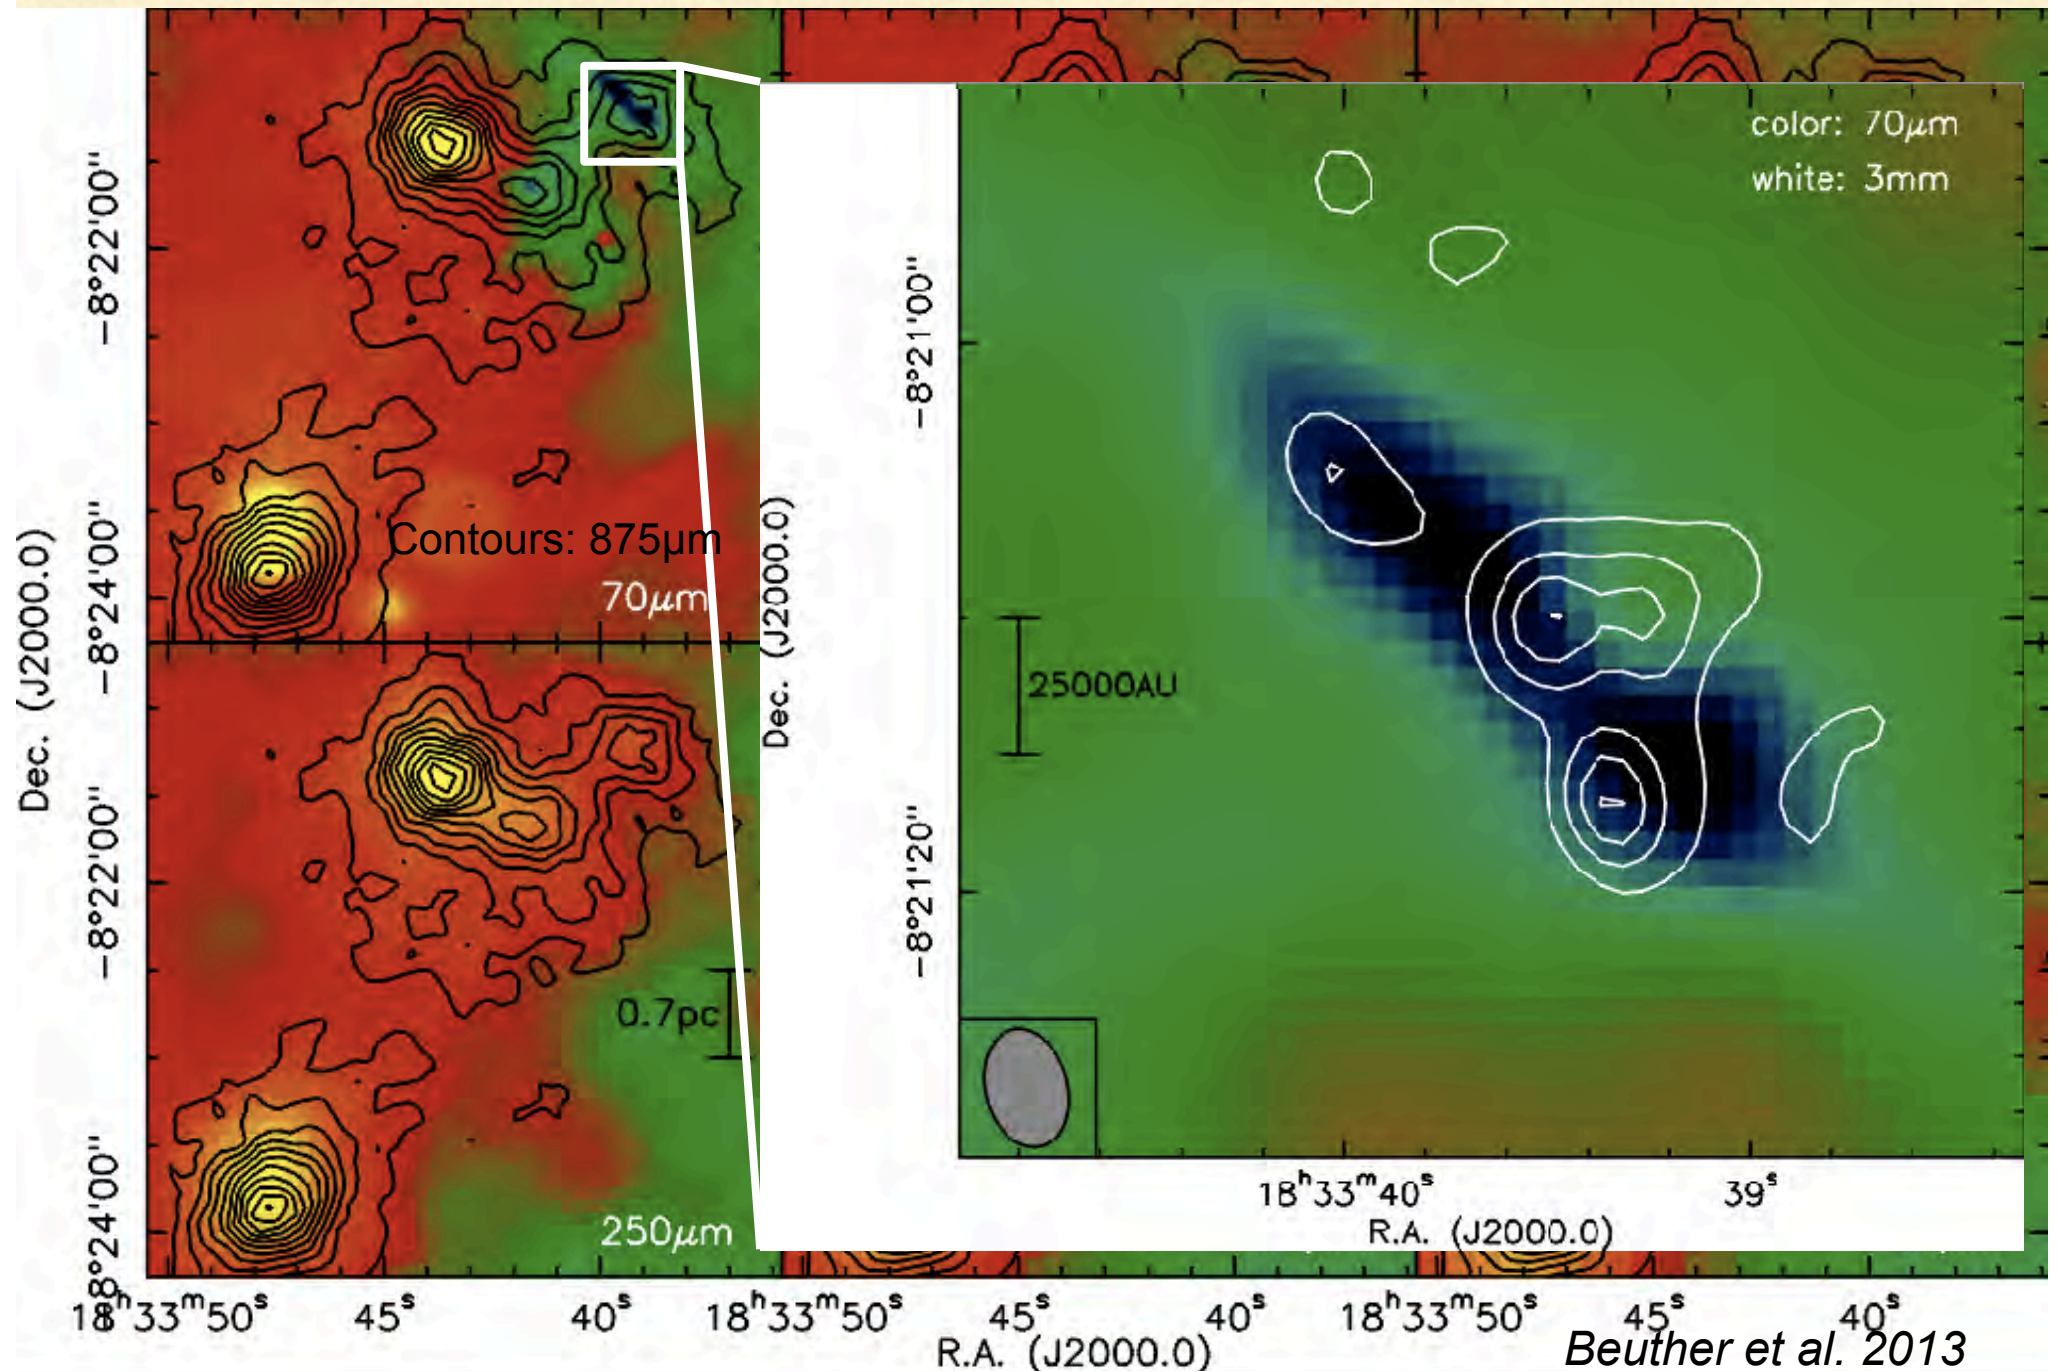 color: 70μm
white: 3mm
-8°22'00"
-8°21'00"
Contours: 875μm
70μm
-8°24'00"
Dec. (J2000.0)
Dec. (J2000.0)
25000AU
-8°22'00"
-8°21'20"
0.7pc
250μm
-8°24'00"
18ʰ33ᵐ40ˢ
39ˢ
R.A. (J2000.0)
18ʰ33ᵐ50ˢ
45ˢ
40ˢ
18ʰ33ᵐ50ˢ
45ˢ
40ˢ
18ʰ33ᵐ50ˢ
45ˢ
40ˢ
R.A. (J2000.0)
Beuther et al. 2013